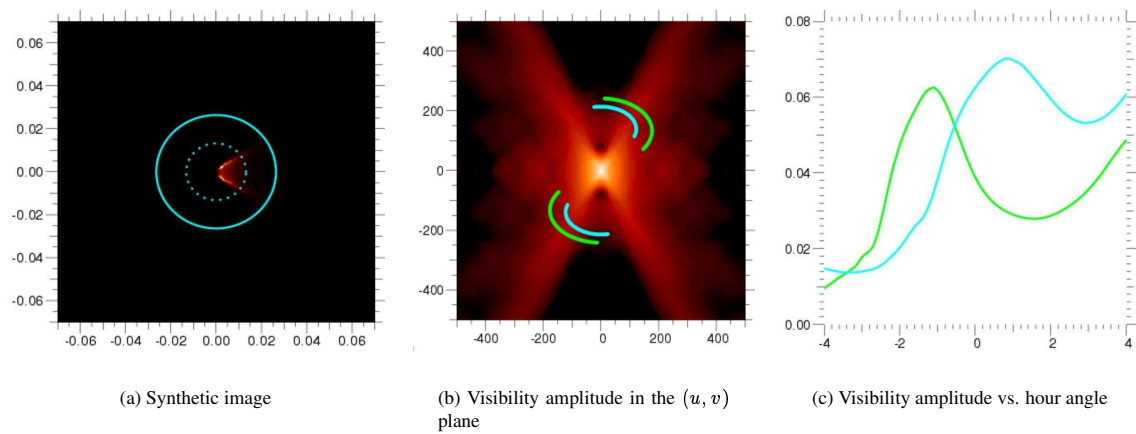 0.06
0.04
0.02
0.00
-0.02
-0.04
-0.06
-0.06 -0.04 -0.02 0.00 0.02 0.04 0.06
400
200
0
-200
-400
-400 -200 0 200 400
0.08
0.06
0.04
0.02
0.00
-4 -2 0 2 4
(a) Synthetic image
(b) Visibility amplitude in the (u, v)
plane
(c) Visibility amplitude vs. hour angle